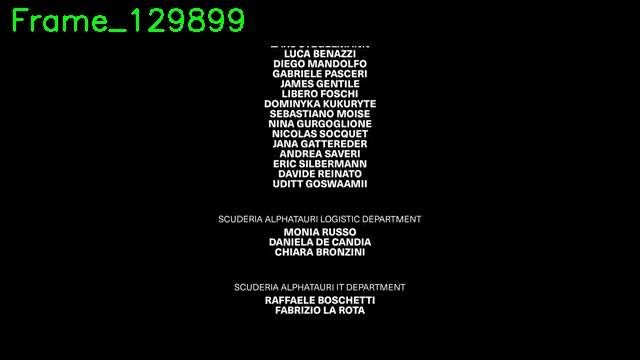 Frame_129899
LUCA BENAZZI
DIEGO MANDOLFO
GABRIELE PASCERI
JAMES GENTILE
LIBERO FOSCHI
DOMINYKA KUKURYTE
SEBASTIANO MOISE
NINA GURGOGLIONE
NICOLAS SOCQUET
JANA GATTEREDER
ANDREA SAVERI
ERIC SILBERMANN
DAVIDE REINATO
UDITT GOSWAAMII
SCUDERIA ALPHATAURI LOGISTIC DEPARTMENT
MONIA RUSSO
DANIELA DE CANDIA
CHIARA BRONZINI
SCUDERIA ALPHATAURI IT DEPARTMENT
RAFFAELE BOSCHETTI
FABRIZIO LA ROTA